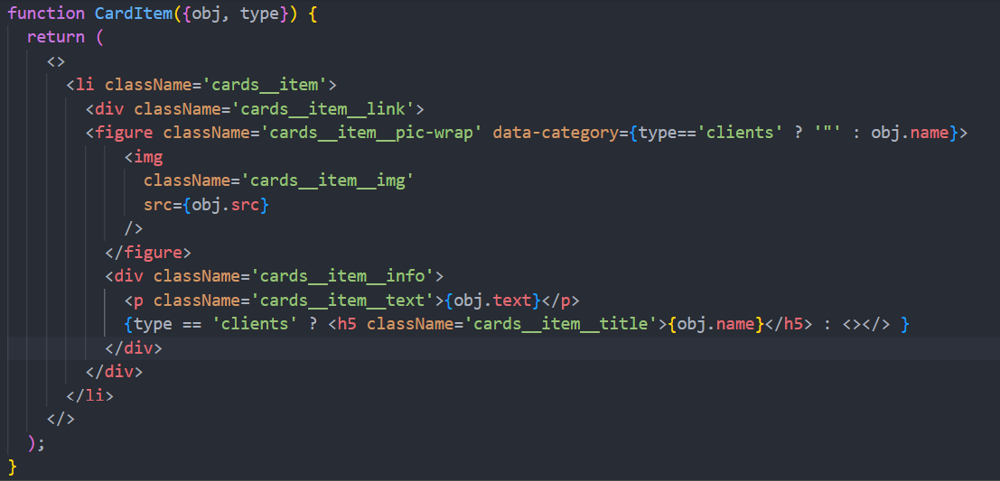 function CardItem({obj, type}) {
  return (
    <>
      <li className='cards__item'>
        <div className='cards__item__link'>
        <figure className='cards__item__pic-wrap' data-category={type=='clients' ? '"' : obj.name}>
            <img
              className='cards__item__img'
              src={obj.src}
            />
          </figure>
          <div className='cards__item__info'>
            <p className='cards__item__text'>{obj.text}</p>
            {type == 'clients' ? <h5 className='cards__item__title'>{obj.name}</h5> : <></> }
          </div>
        </div>
      </li>
    </>
  );
}